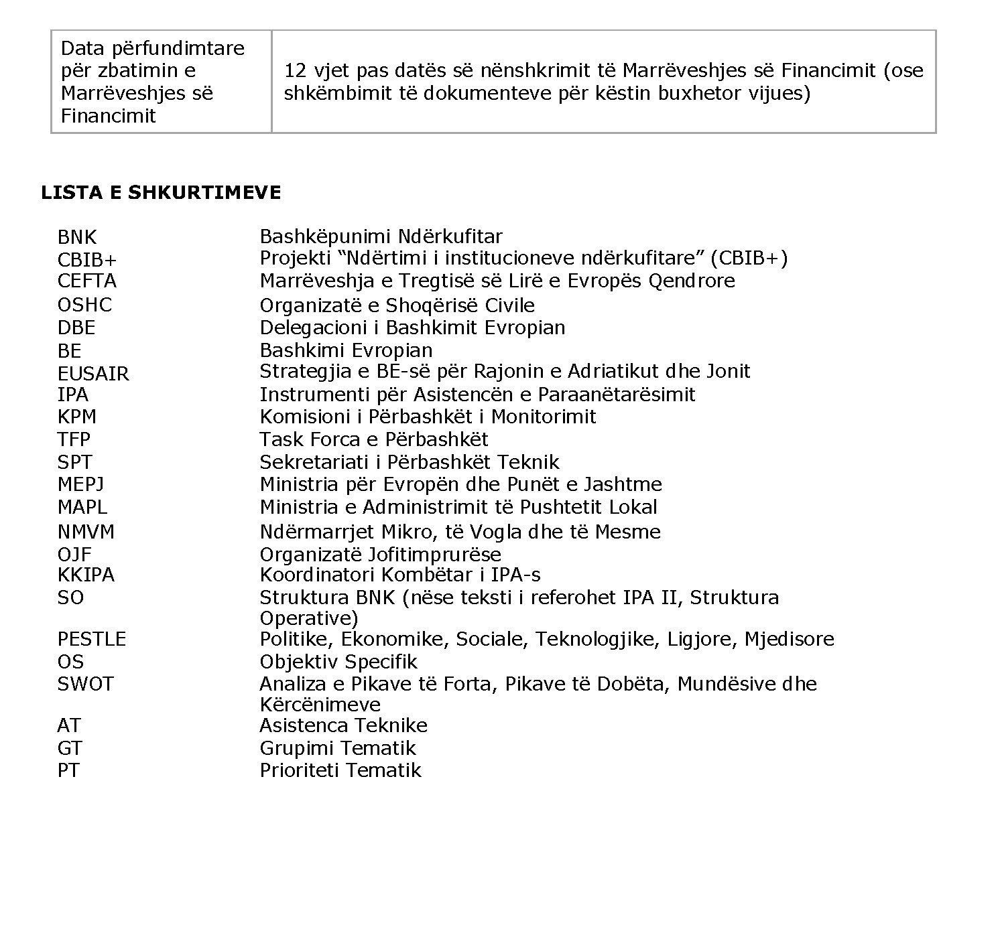 Data përfundimtare
për zbatimin e
Marrëveshjes së
Financimit
12 vjet pas datës së nënshkrimit të Marrëveshjes së Financimit (ose
shkëmbimit të dokumenteve për këstin buxhetor vijues)
LISTA E SHKURTIMEVE
BNK Bashkëpunimi Ndërkufitar
CBIB+ Projekti “Ndërtimi i institucioneve ndërkufitare” (CBIB+)
CEFTA Marrëveshja e Tregtisë së Lirë e Evropës Qendrore
OSHC Organizatë e Shoqërisë Civile
DBE Delegacioni i Bashkimit Evropian
BE Bashkimi Evropian
EUSAIR Strategjia e BE-së për Rajonin e Adriatikut dhe Jonit
IPA Instrumenti për Asistencën e Paraanëtarësimit
KPM Komisioni i Përbashkët i Monitorimit
TFP Task Forca e Përbashkët
SPT Sekretariati i Përbashkët Teknik
MEPJ Ministria për Evropën dhe Punët e Jashtme
MAPL Ministria e Administrimit të Pushtetit Lokal
NMVM Ndërmarrjet Mikro, të Vogla dhe të Mesme
OJF Organizatë Jofitimprurëse
KKIPA Koordinatori Kombëtar i IPA-s
SO Struktura BNK (nëse teksti i referohet IPA II, Struktura
Operative)
PESTLE Politike, Ekonomike, Sociale, Teknologjike, Ligjore, Mjedisore
OS Objektiv Specifik
SWOT Analiza e Pikave të Forta, Pikave të Dobëta, Mundësive dhe
Kërcënimeve
AT Asistenca Teknike
GT Grupimi Tematik
PT Prioriteti Tematik